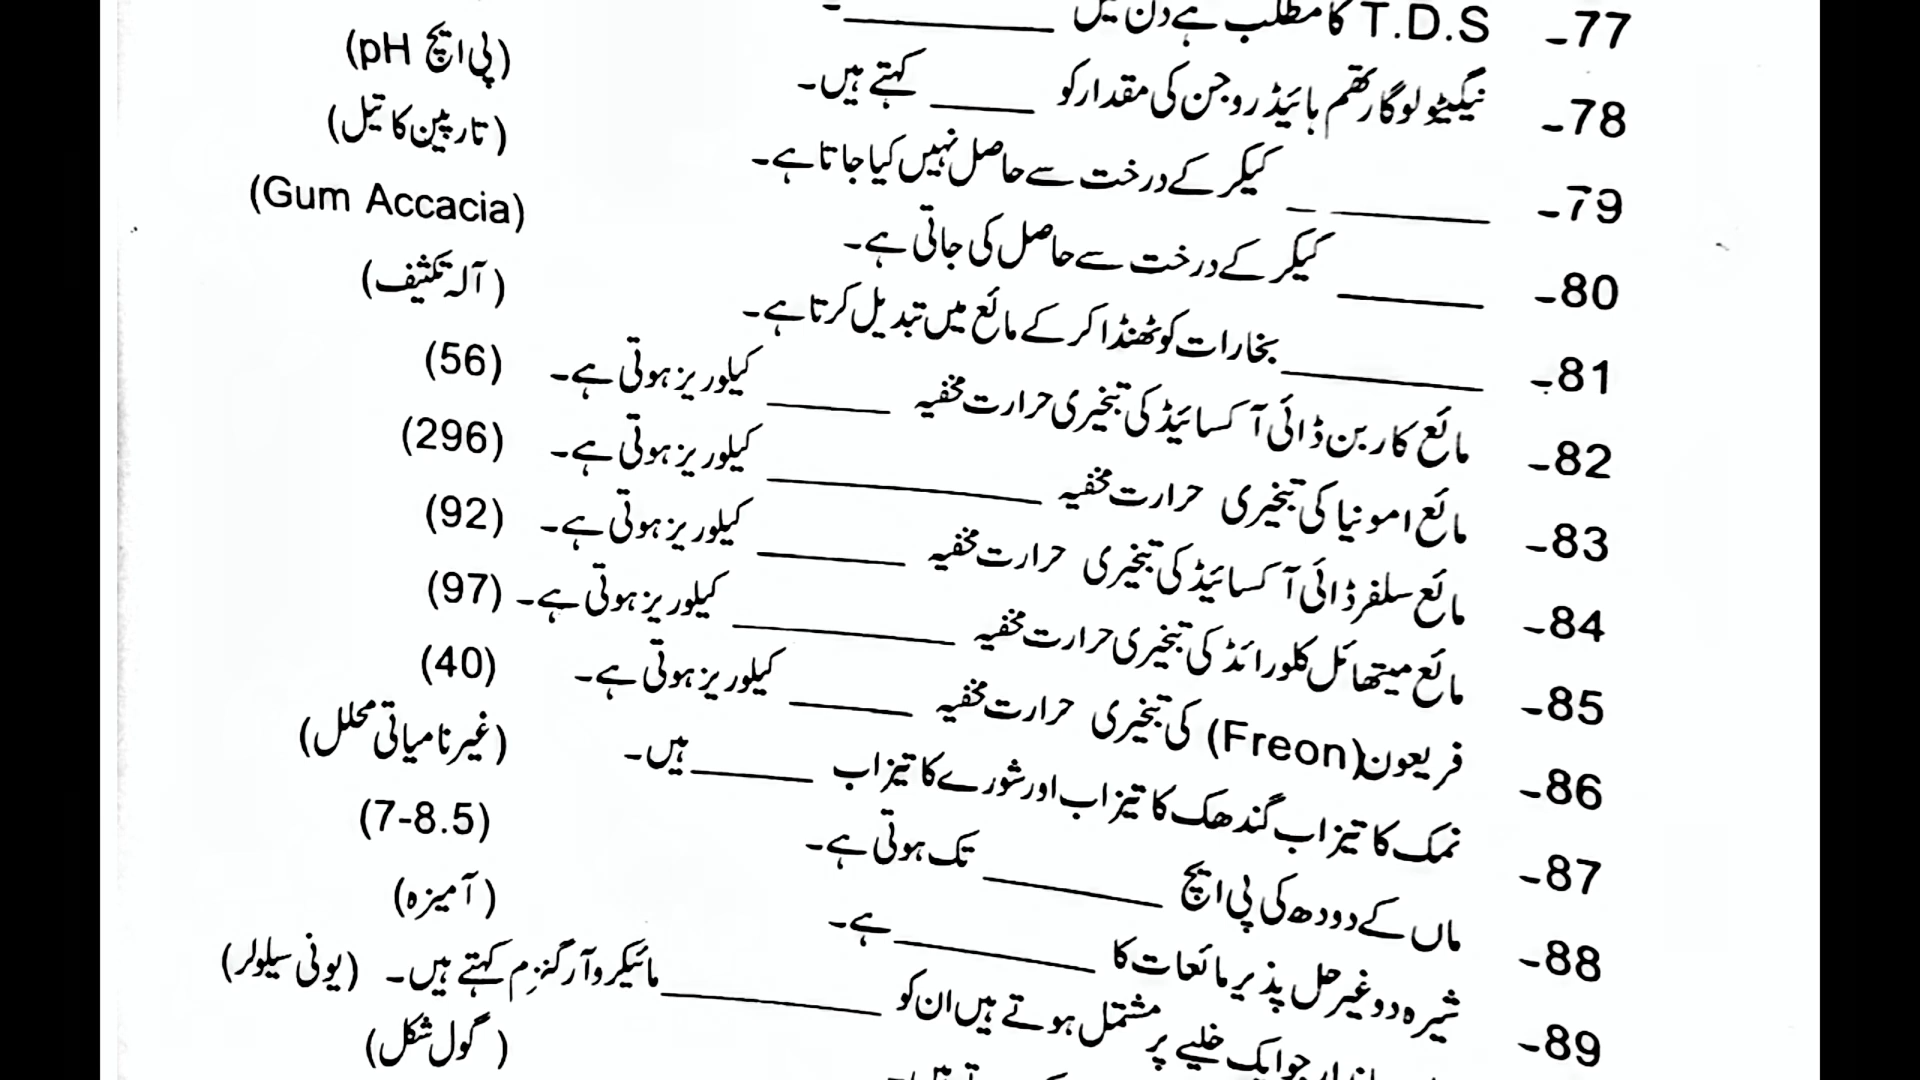 77۔ T.D.S کا مطلب ہے دن میں ______۔
78۔ نیگیٹو لوگارتھم ہائیڈروجن کی مقدار کو ______ کہتے ہیں۔ (پی ایچ pH)
79۔ ______ کیکر کے درخت سے حاصل نہیں کیا جاتا ہے۔ (تارپین کا تیل)
80۔ ______ کیکر کے درخت سے حاصل کی جاتی ہے۔ (Gum Accacia)
81۔ ______ بخارات کو ٹھنڈا کر کے مائع میں تبدیل کرتا ہے۔ (آلہ تکثیف)
82۔ مائع کاربن ڈائی آکسائیڈ کی تبخیری حرارت مخفیہ ______ کیلوریز ہوتی ہے۔ (56)
83۔ مائع امونیا کی تبخیری حرارت مخفیہ ______ کیلوریز ہوتی ہے۔ (296)
84۔ مائع سلفر ڈائی آکسائیڈ کی تبخیری حرارت مخفیہ ______ کیلوریز ہوتی ہے۔ (92)
85۔ مائع میتھائل کلورائڈ کی تبخیری حرارت مخفیہ ______ کیلوریز ہوتی ہے۔ (97)
86۔ فریعون (Freon) کی تبخیری حرارت مخفیہ ______ کیلوریز ہوتی ہے۔ (40)
87۔ نمک کا تیزاب گندھک کا تیزاب اور شورے کا تیزاب ______ ہیں۔ (غیر نامیاتی محلل)
88۔ ماں کے دودھ کی پی ایچ ______ تک ہوتی ہے۔ (7-8.5)
89۔ شیرہ دو غیر حل پذیر مائعات کا ______ ہے۔ (آمیزہ)
جاندار جو ایک خلیے پر مشتمل ہوتے ہیں ان کو ______ مائیکرو آرگنزم کہتے ہیں۔ (یونی سیلولر)
(گول شکل)